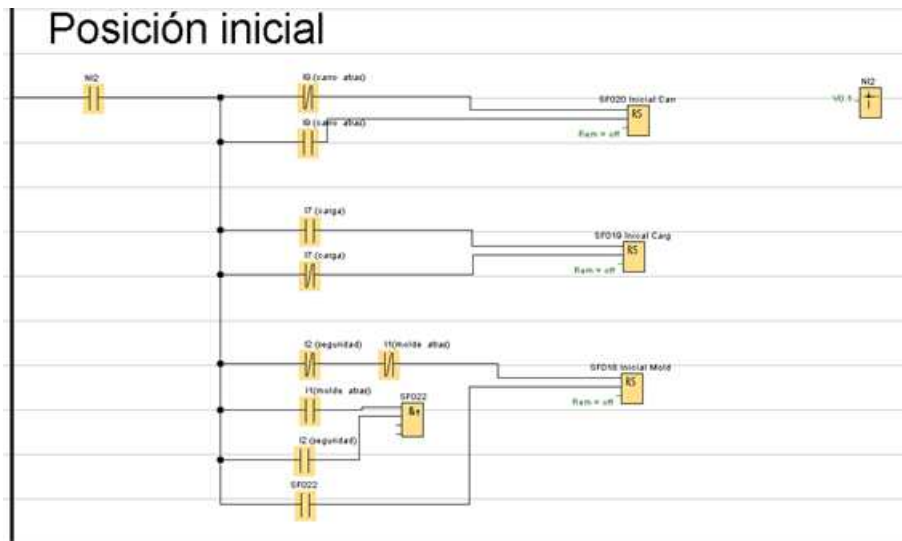 Posición inicial
NI2
I9 (carro atras)
SF020 Inicial Carr
RS
Rem = off
NI2
V0.1
I9 (carro atras)
I7 (carga)
SF019 Inicial Carg
RS
Rem = off
I7 (carga)
I2 (seguridad)
I1(molde atras)
SF018 Inicial Mold
RS
Rem = off
I1(molde atras)
SF022
&↑
I2 (seguridad)
SF022